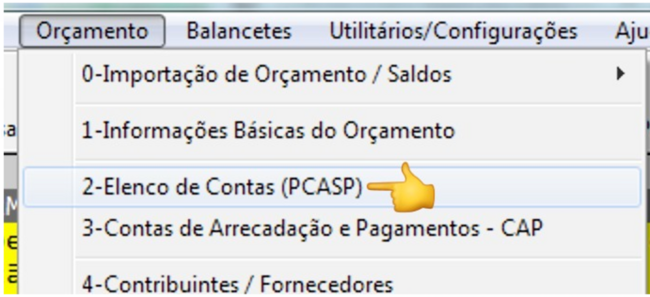 Orçamento Balancetes Utilitários/Configurações Aju
0-Importação de Orçamento / Saldos
1-Informações Básicas do Orçamento
2-Elenco de Contas (PCASP)
3-Contas de Arrecadação e Pagamentos - CAP
4-Contribuintes / Fornecedores